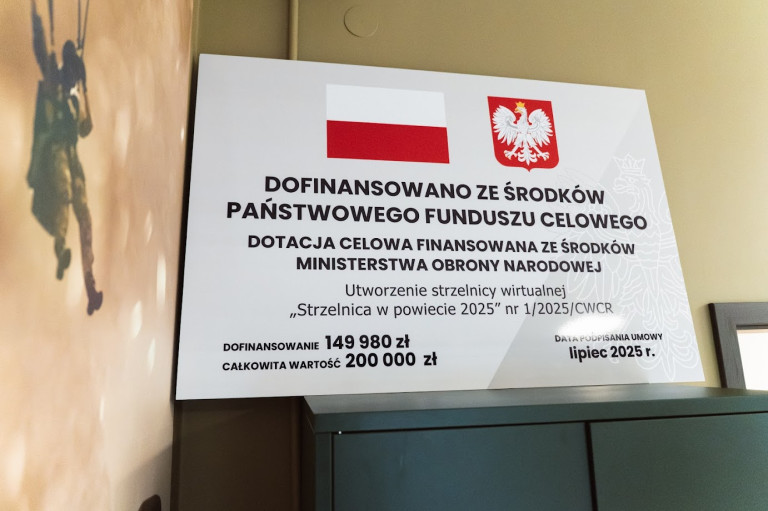 DOFINANSOWANO ZE ŚRODKÓW
PAŃSTWOWEGO FUNDUSZU CELOWEGO
DOTACJA CELOWA FINANSOWANA ZE ŚRODKÓW
MINISTERSTWA OBRONY NARODOWEJ
Utworzenie strzelnicy wirtualnej
„Strzelnica w powiecie 2025” nr 1/2025/CWCR
DOFINANSOWANIE 149 980 zł
CAŁKOWITA WARTOŚĆ 200 000 zł
DATA PODPISANIA UMOWY
lipiec 2025 r.